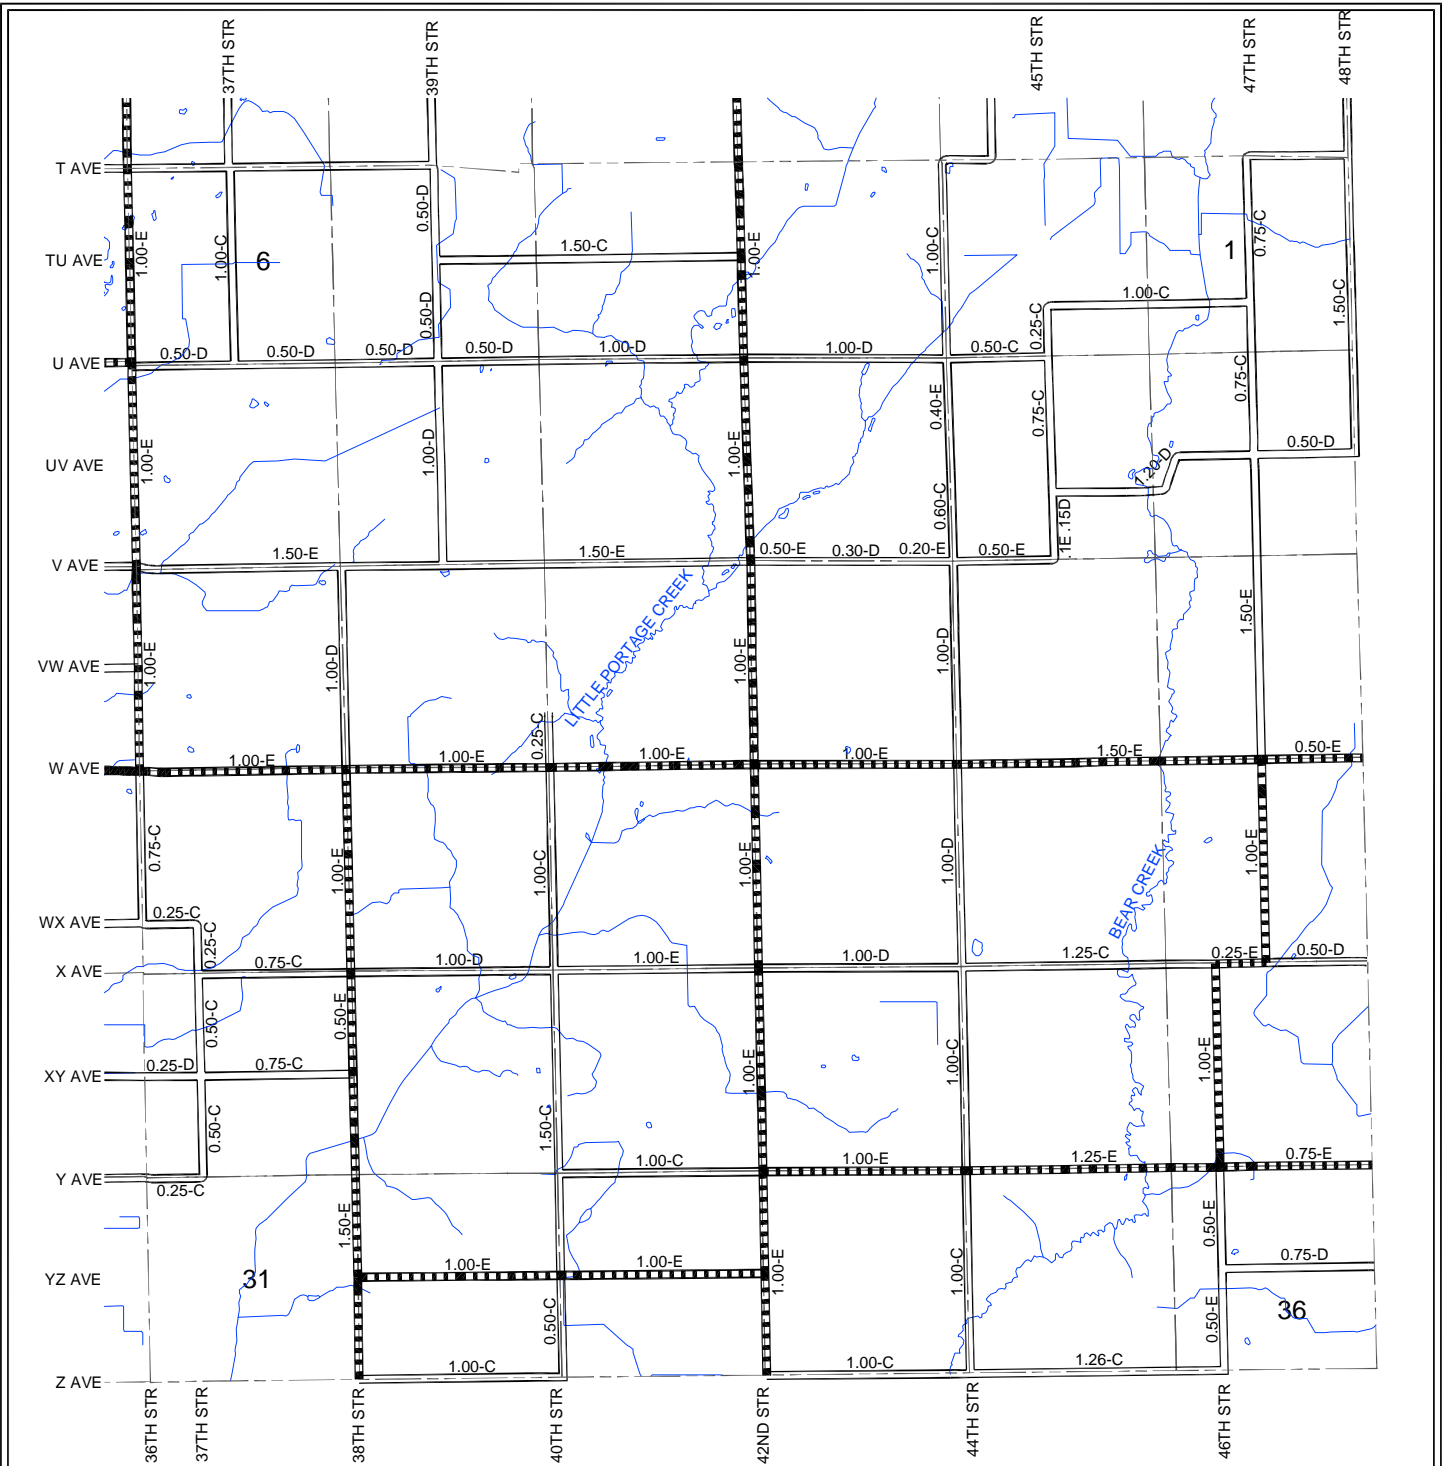 37TH STR
39TH STR
45TH STR
47TH STR
48TH STR
T AVE
0.50-D
1.00-E
1.00-C
6
TU AVE
1.50-C
1.00-E
1.00-C
1
0.75-C
1.00-C
1.50-C
0.50-D
0.25-C
U AVE
0.50-D
0.50-D
0.50-D
0.50-D
1.00-D
1.00-D
0.50-C
0.75-C
0.40-E
0.75-C
1.00-E
1.00-D
1.00-E
UV AVE
0.50-D
1.20-D
0.60-C
.1E .15D
V AVE
1.50-E
1.50-E
0.50-E
0.30-D
0.20-E
0.50-E
1.50-E
LITTLE PORTAGE CREEK
VW AVE
1.00-E
1.00-D
1.00-E
1.00-D
0.25-C
W AVE
1.00-E
1.00-E
1.00-E
1.00-E
1.50-E
0.50-E
0.75-C
1.00-E
1.00-C
1.00-E
1.00-D
BEAR CREEK
1.00-E
WX AVE
0.25-C
0.25-C
X AVE
0.75-C
1.00-D
1.00-E
1.00-D
1.25-C
0.25-E
0.50-D
0.50-C
0.50-E
XY AVE
0.25-D
0.75-C
1.00-E
1.00-C
1.00-E
0.50-C
1.50-C
Y AVE
0.25-C
1.00-C
1.00-E
1.25-E
0.75-E
1.50-E
0.50-E
YZ AVE
31
1.00-E
1.00-E
1.00-E
1.00-C
0.75-D
36
0.50-C
0.50-E
Z AVE
1.00-C
1.00-C
1.26-C
36TH STR
37TH STR
38TH STR
40TH STR
42ND STR
44TH STR
46TH STR